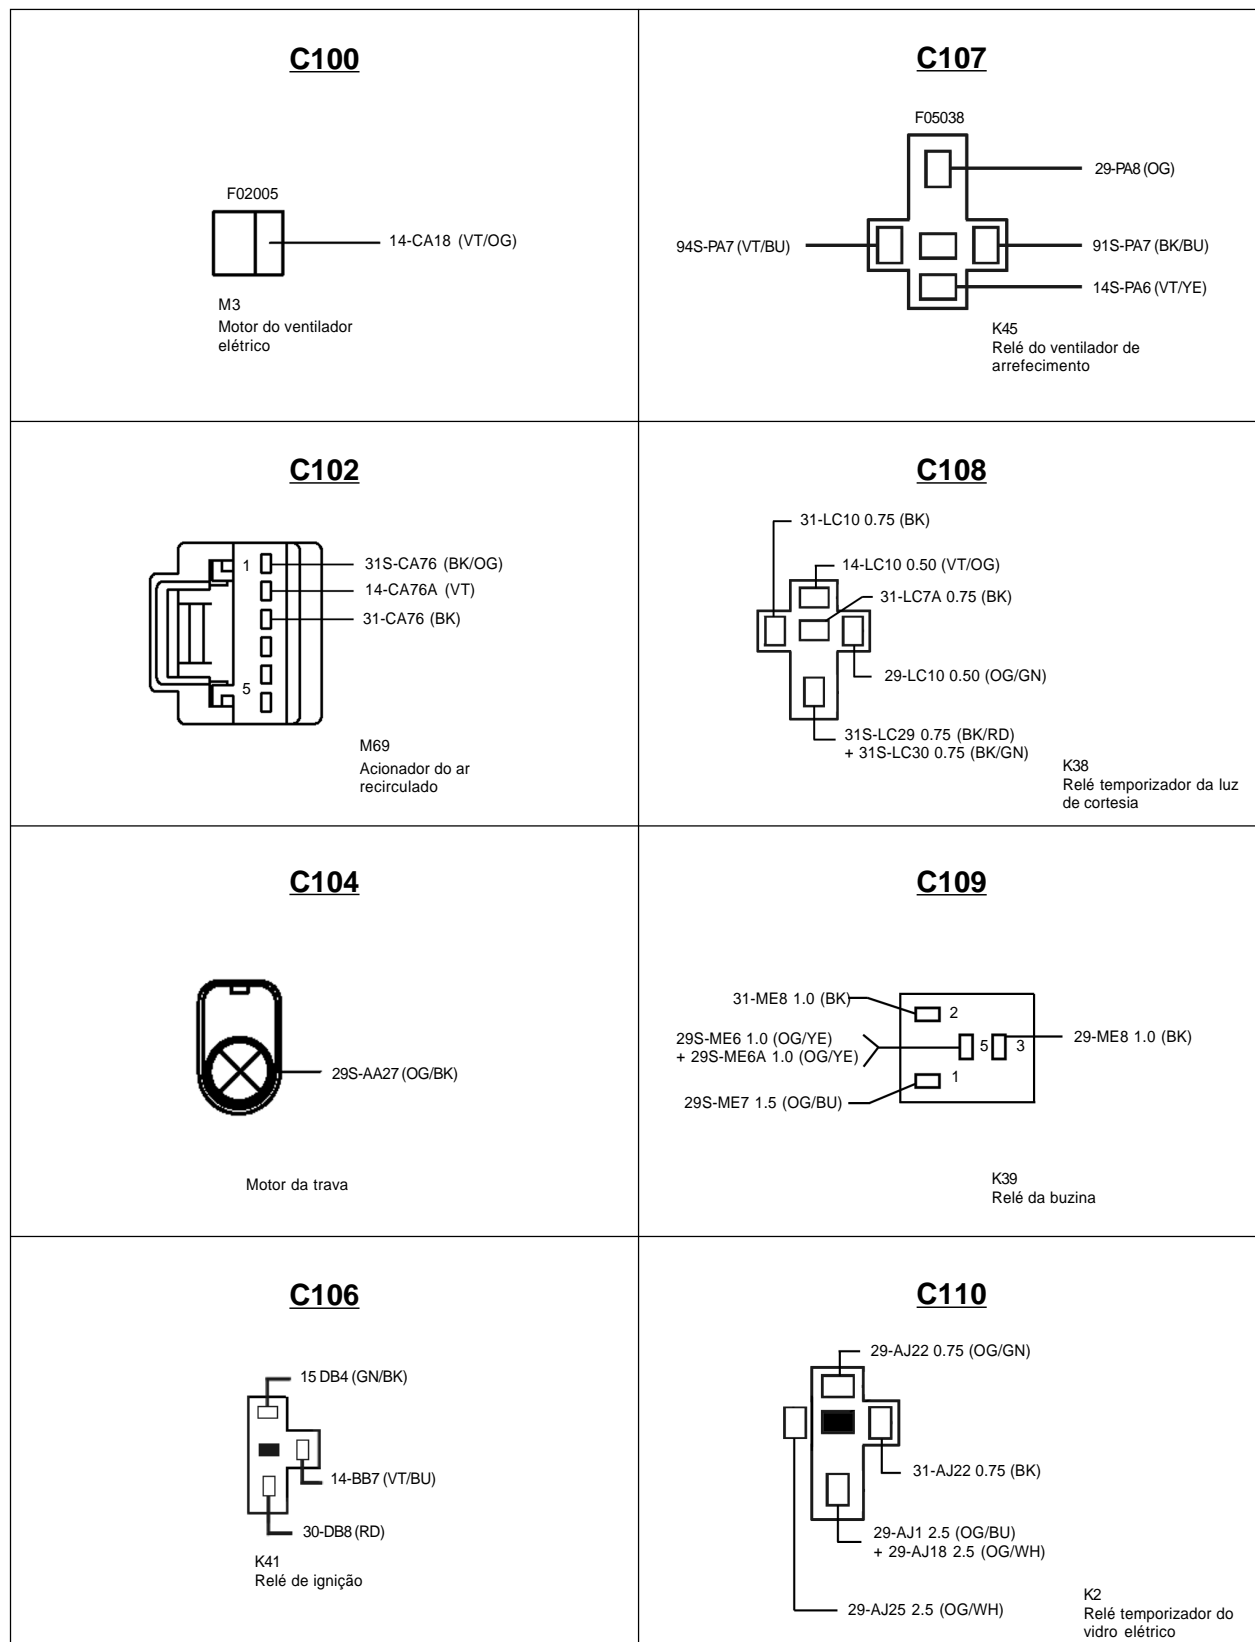 C100
F02005
14-CA18 (VT/OG)
M3
Motor do ventilador
elétrico
C107
F05038
29-PA8 (OG)
94S-PA7 (VT/BU)
91S-PA7 (BK/BU)
14S-PA6 (VT/YE)
K45
Relé do ventilador de
arrefecimento
C102
1
31S-CA76 (BK/OG)
14-CA76A (VT)
31-CA76 (BK)
5
M69
Acionador do ar
recirculado
C108
31-LC10 0.75 (BK)
14-LC10 0.50 (VT/OG)
31-LC7A 0.75 (BK)
29-LC10 0.50 (OG/GN)
31S-LC29 0.75 (BK/RD)
+ 31S-LC30 0.75 (BK/GN)
K38
Relé temporizador da luz
de cortesia
C104
29S-AA27 (OG/BK)
Motor da trava
C109
31-ME8 1.0 (BK)
2
29S-ME6 1.0 (OG/YE)
+ 29S-ME6A 1.0 (OG/YE)
5
3
29-ME8 1.0 (BK)
1
29S-ME7 1.5 (OG/BU)
K39
Relé da buzina
C106
15 DB4 (GN/BK)
14-BB7 (VT/BU)
30-DB8 (RD)
K41
Relé de ignição
C110
29-AJ22 0.75 (OG/GN)
31-AJ22 0.75 (BK)
29-AJ1 2.5 (OG/BU)
+ 29-AJ18 2.5 (OG/WH)
29-AJ25 2.5 (OG/WH)
K2
Relé temporizador do
vidro elétrico